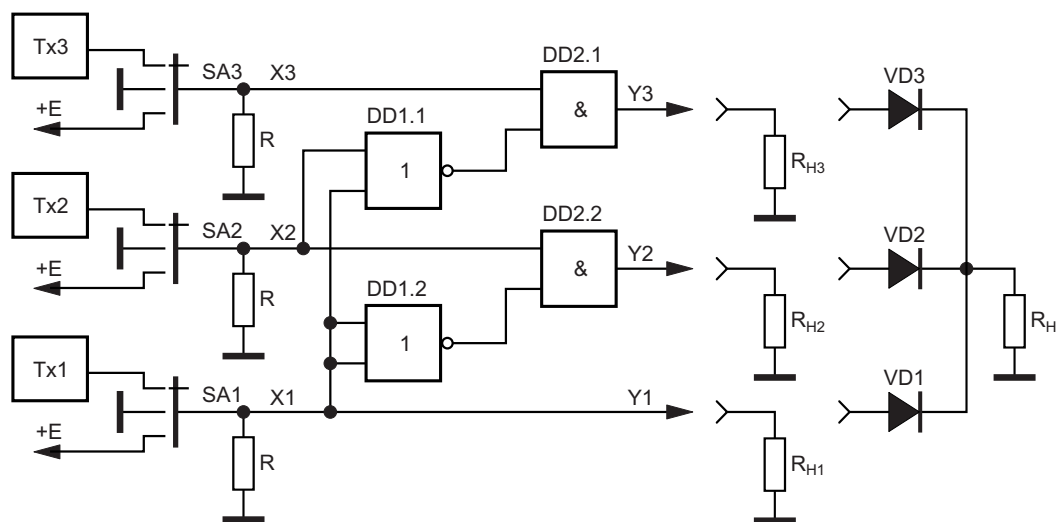 Tx3
SA3
X3
DD2.1
&
Y3
VD3
+E
R
DD1.1
1
R_H3
Tx2
SA2
X2
DD2.2
&
Y2
VD2
+E
R
DD1.2
1
R_H2
R_H
Tx1
SA1
X1
Y1
VD1
+E
R
R_H1